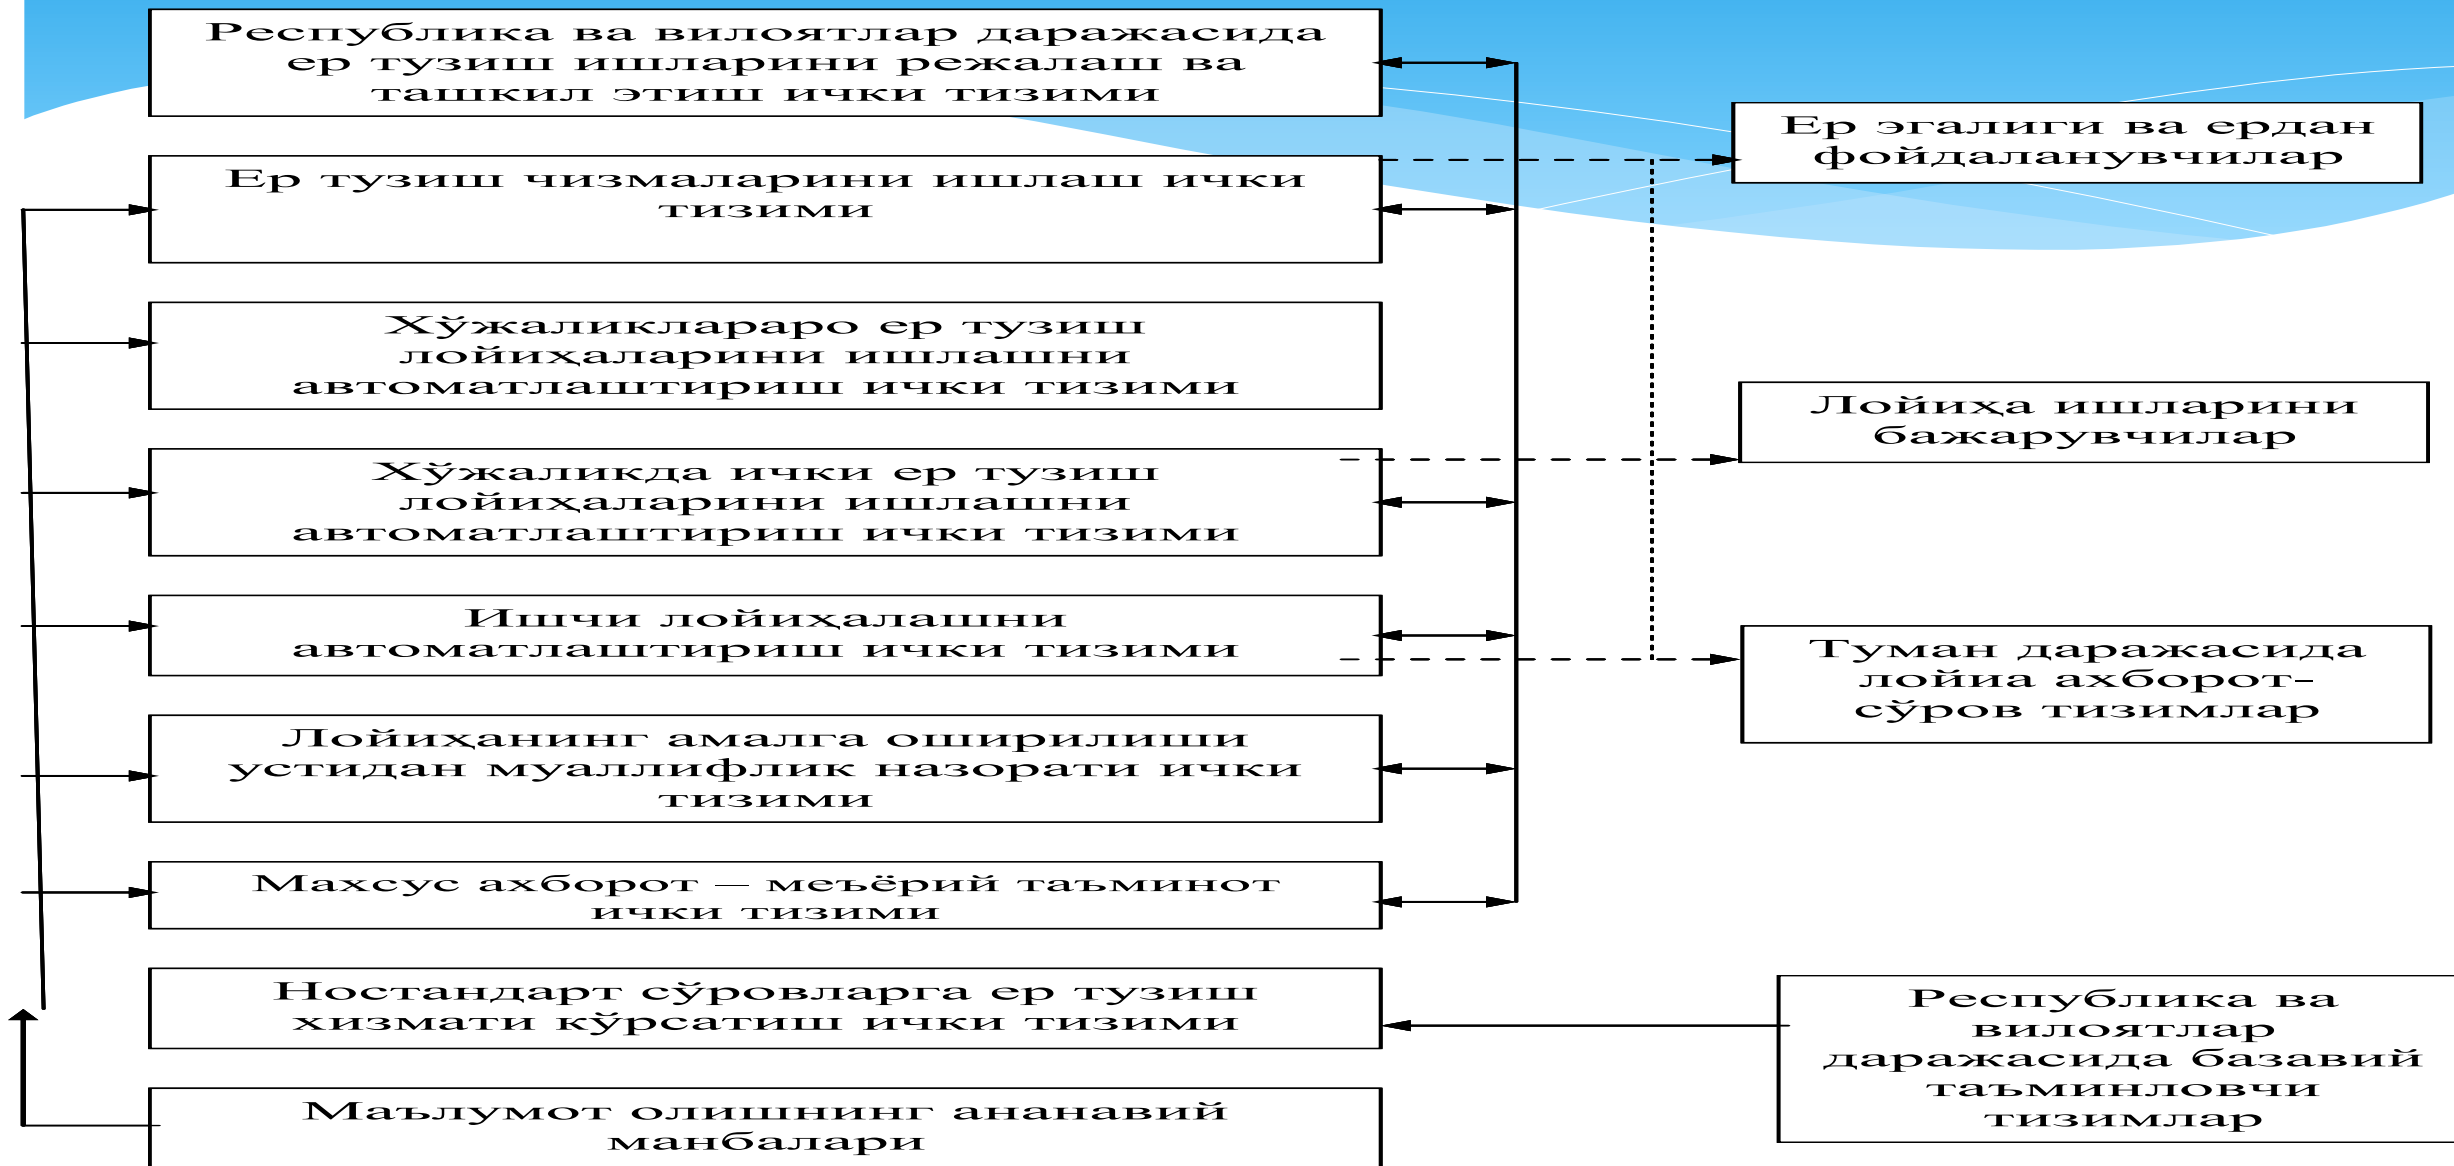 Республика ва вилоятлар даражасида
ер тузиш ишларини режалаш ва
ташкил этиш ички тизими
Ер тузиш чизмаларини ишлаш ички
тизими
Хўжаликлараро ер тузиш
лойиҳаларини ишлашни
автоматлаштириш ички тизими
Хўжаликда ички ер тузиш
лойиҳаларини ишлашни
автоматлаштириш ички тизими
Ишчи лойиҳалашни
автоматлаштириш ички тизими
Лойиҳанинг амалга оширилиши
устидан муаллифлик назорати ички
тизими
Махсус ахборот – меъёрий таъминот
ички тизими
Ностандарт сўровларга ер тузиш
хизмати кўрсатиш ички тизими
Маълумот олишнинг ананавий
манбалари
Ер эгалиги ва ердан
фойдаланувчилар
Лойиҳа ишларини
бажарувчилар
Туман даражасида
лойиа ахборот-
сўров тизимлар
Республика ва
вилоятлар
даражасида базавий
таъминловчи
тизимлар